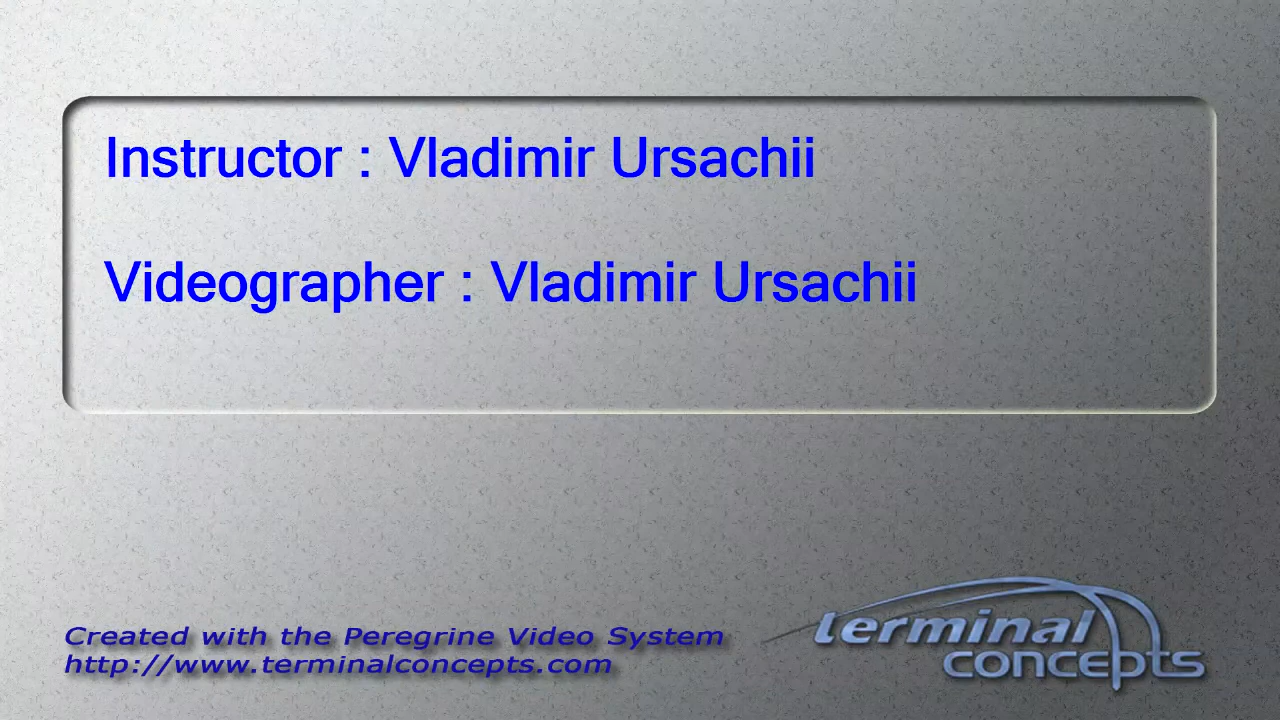 Instructor : Vladimir Ursachii
Videographer : Vladimir Ursachii
Created with the Peregrine Video System
http://www.terminalconcepts.com
terminal
concepts